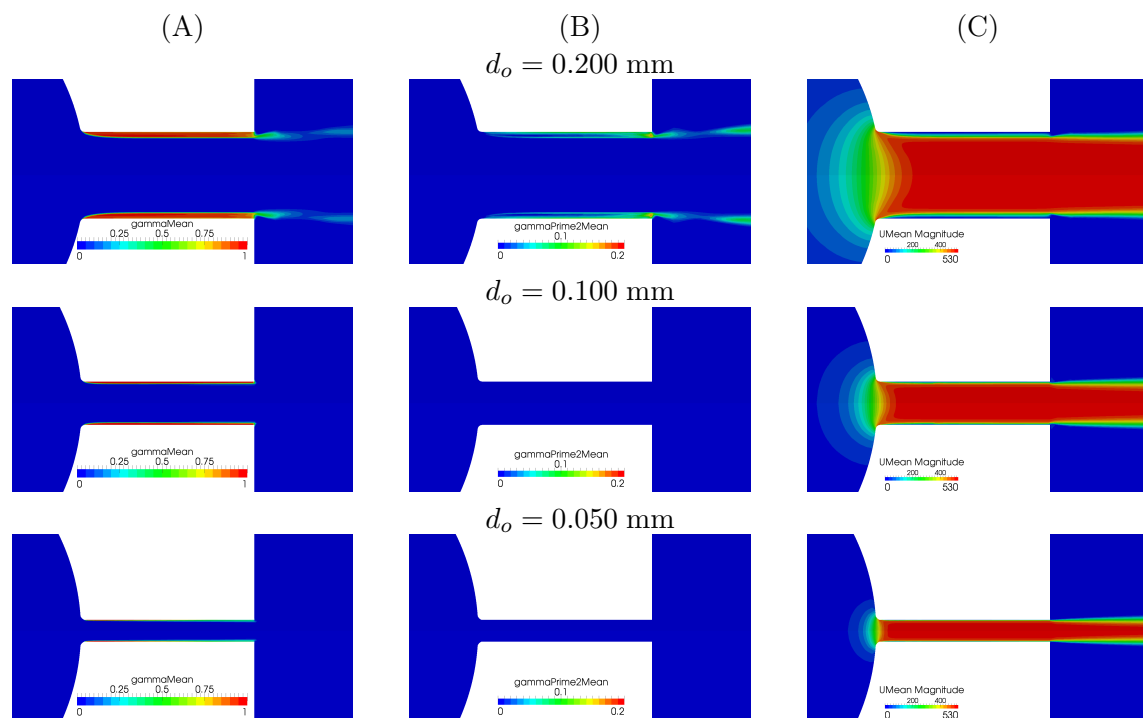 (A) (B) (C)
d_o = 0.200 mm
gammaMean
0.25 0.5 0.75
0 1
gammaPrime2Mean
0.1
0 0.2
UMean Magnitude
200 400
0 530
d_o = 0.100 mm
gammaMean
0.25 0.5 0.75
0 1
gammaPrime2Mean
0.1
0 0.2
UMean Magnitude
200 400
0 530
d_o = 0.050 mm
gammaMean
0.25 0.5 0.75
0 1
gammaPrime2Mean
0.1
0 0.2
UMean Magnitude
200 400
0 530